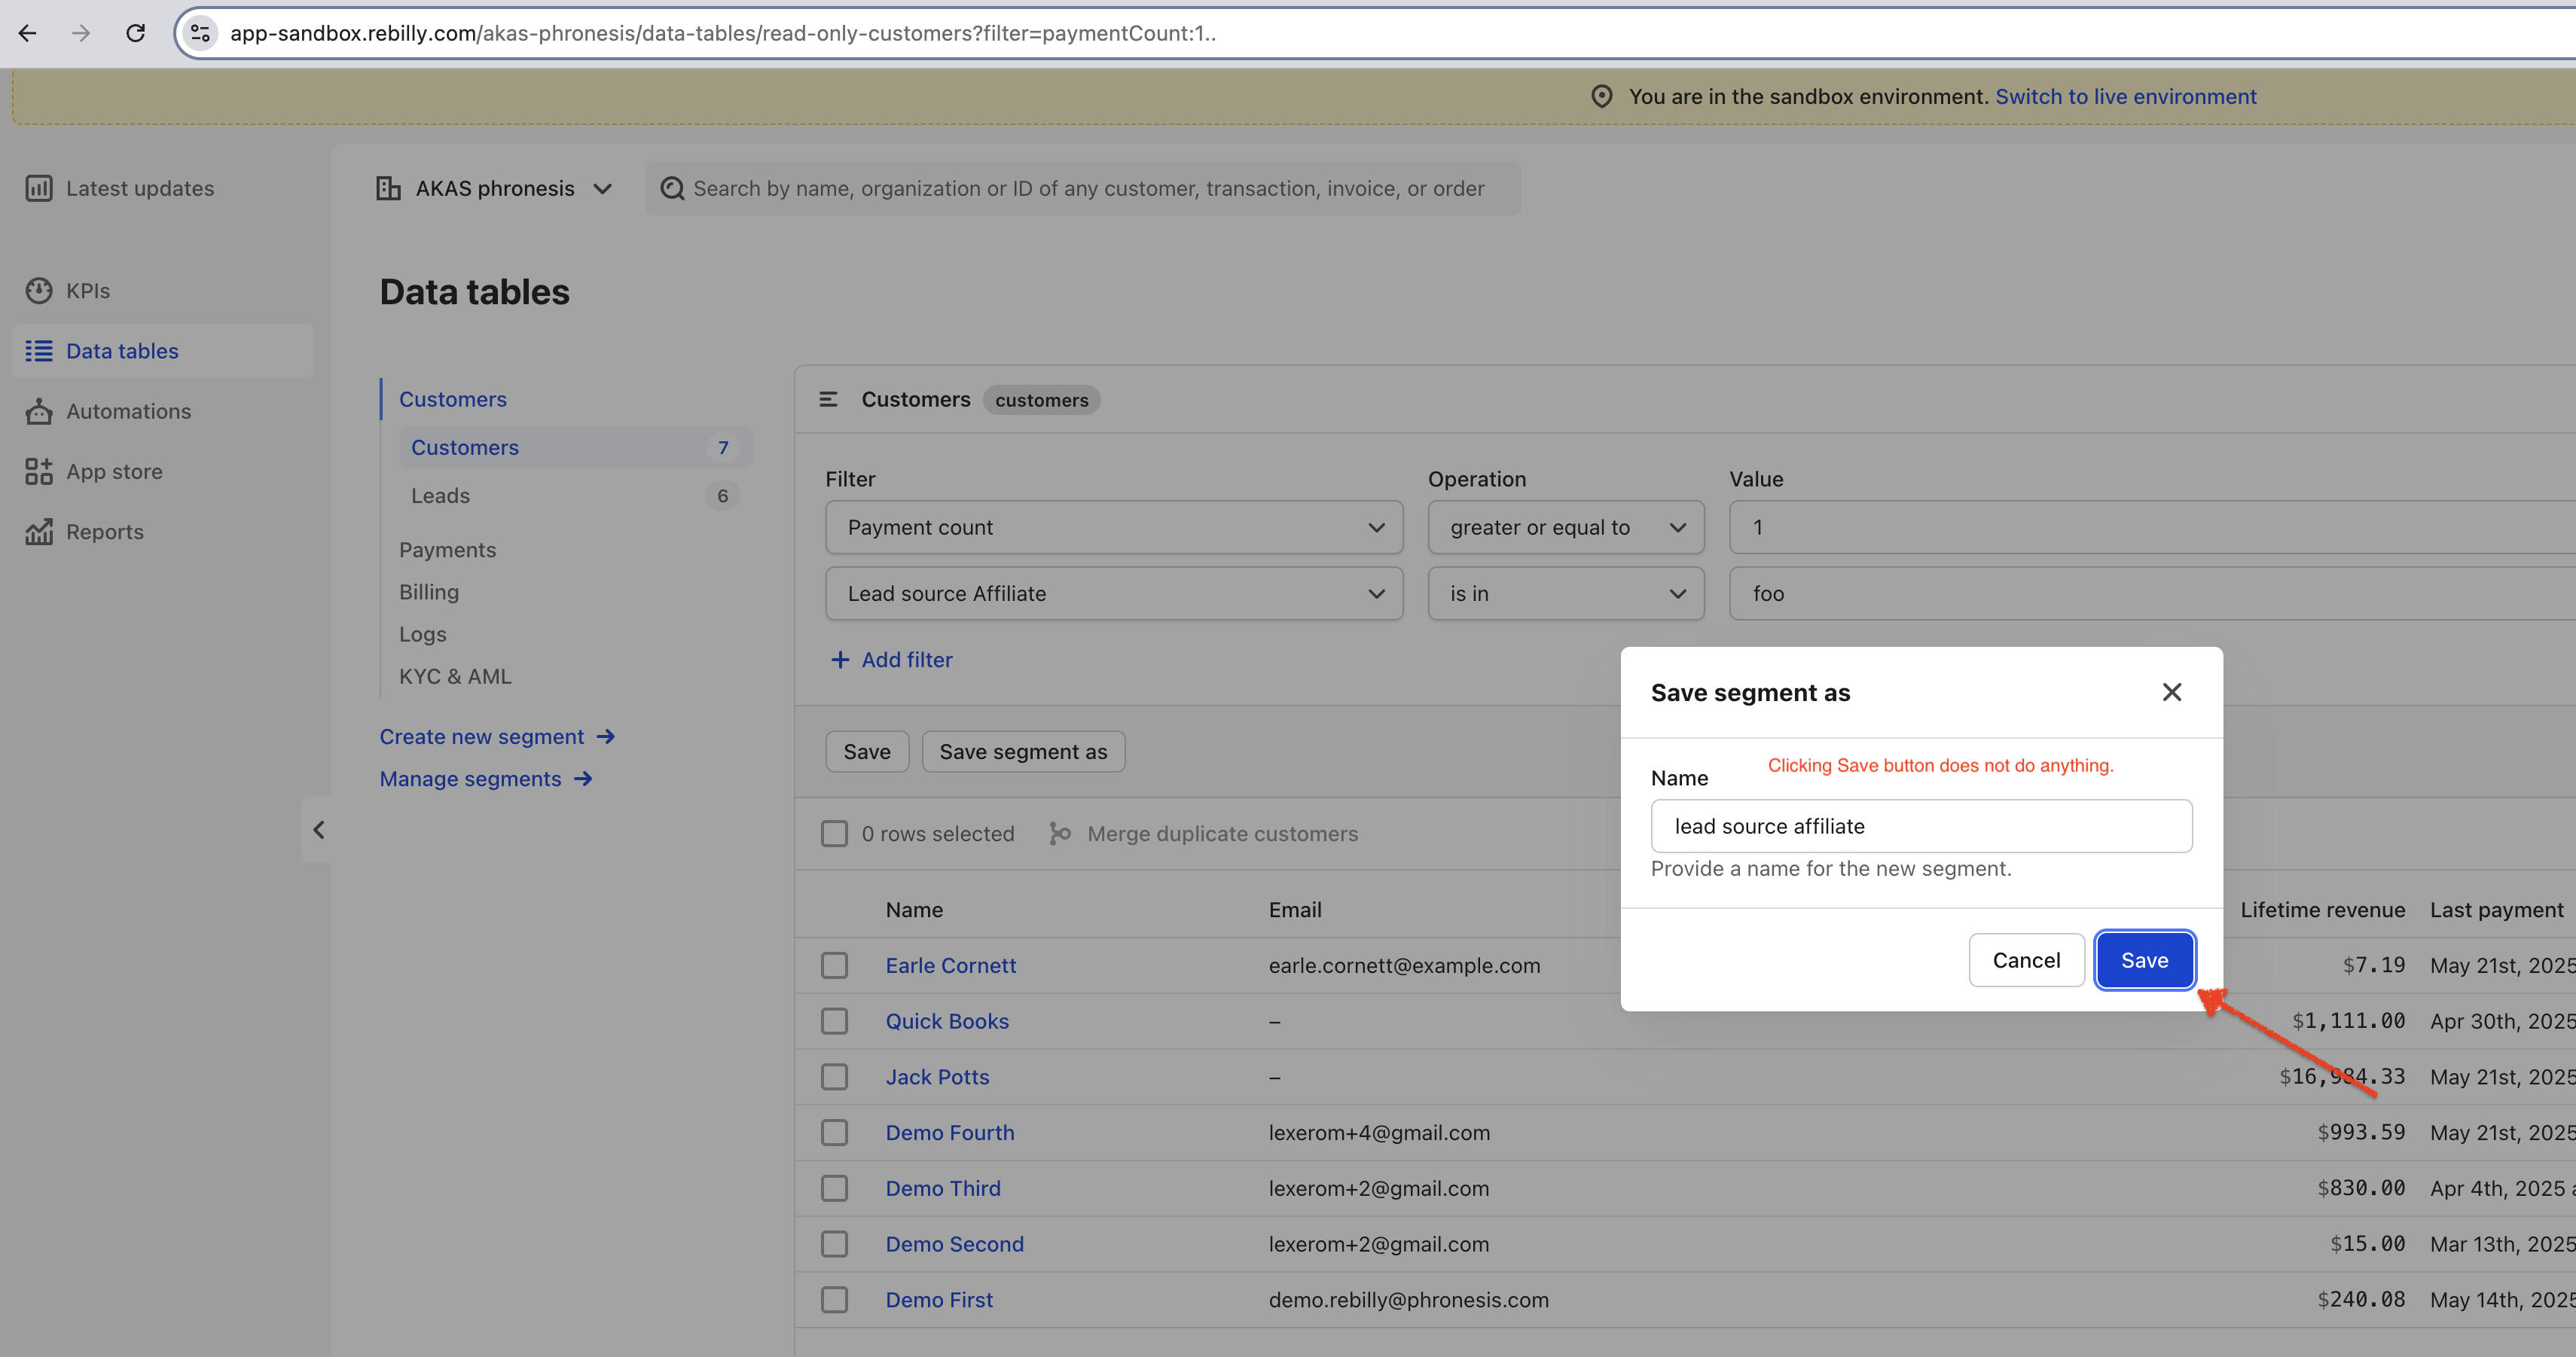 app-sandbox.rebilly.com/akas-phronesis/data-tables/read-only-customers?filter=paymentCount:1..
You are in the sandbox environment. Switch to live environment
Latest updates
AKAS phronesis
Search by name, organization or ID of any customer, transaction, invoice, or order
KPIs
Data tables
Automations
App store
Reports
Data tables
Customers
Customers 7
Leads 6
Payments
Billing
Logs
KYC & AML
Create new segment
Manage segments
Customers customers
Filter Operation Value
Payment count greater or equal to 1
Lead source Affiliate is in foo
Add filter
Save Save segment as
0 rows selected Merge duplicate customers
Name Email Lifetime revenue Last payment
Earle Cornett earle.cornett@example.com $7.19 May 21st, 2025
Quick Books – $1,111.00 Apr 30th, 2025
Jack Potts – $16,984.33 May 21st, 2025
Demo Fourth lexerom+4@gmail.com $993.59 May 21st, 2025
Demo Third lexerom+2@gmail.com $830.00 Apr 4th, 2025
Demo Second lexerom+2@gmail.com $15.00 Mar 13th, 2025
Demo First demo.rebilly@phronesis.com $240.08 May 14th, 2025
Save segment as
Clicking Save button does not do anything.
Name
lead source affiliate
Provide a name for the new segment.
Cancel Save